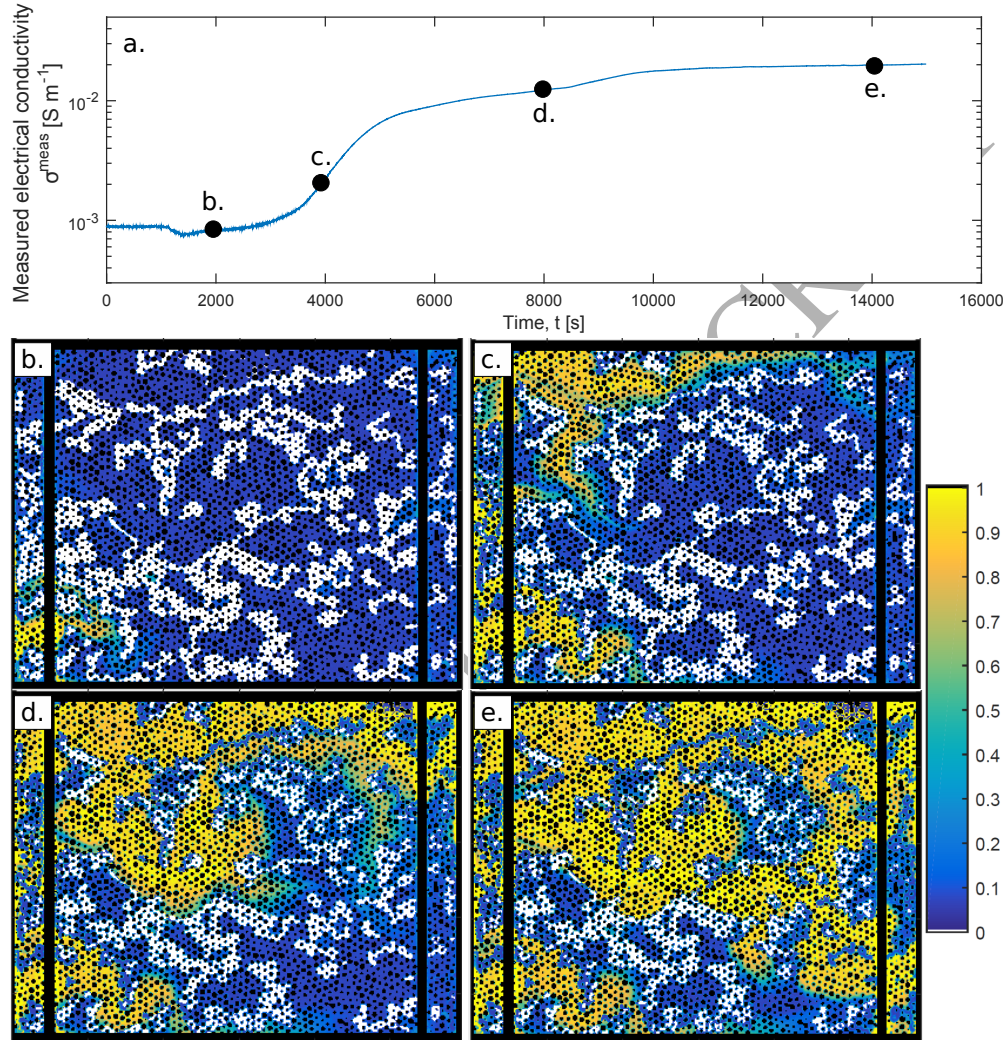 a.
Measured electrical conductivity
σ^meas [S m^-1]
10^-2
10^-3
b.
c.
d.
e.
0 2000 4000 6000 8000 10000 12000 14000 16000
Time, t [s]
b.
c.
d.
e.
1
0.9
0.8
0.7
0.6
0.5
0.4
0.3
0.2
0.1
0